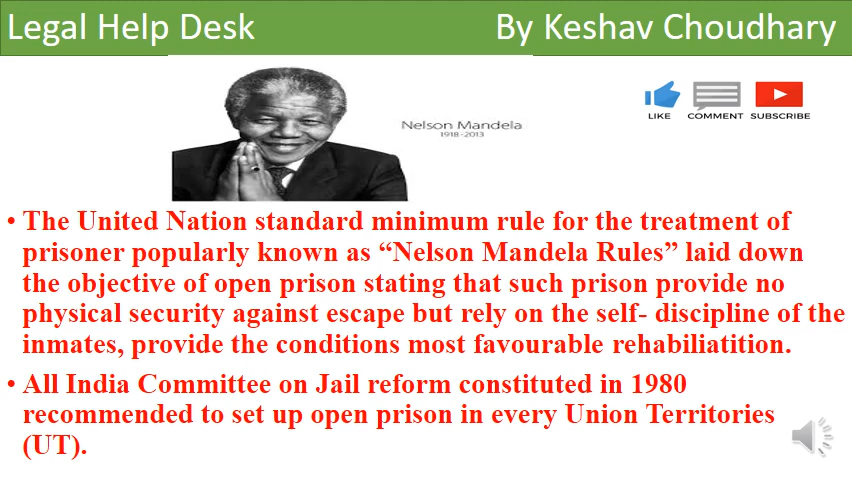 Legal Help Desk By Keshav Choudhary
Nelson Mandela
1918-2013
LIKE COMMENT SUBSCRIBE
• The United Nation standard minimum rule for the treatment of
prisoner popularly known as “Nelson Mandela Rules” laid down
the objective of open prison stating that such prison provide no
physical security against escape but rely on the self- discipline of the
inmates, provide the conditions most favourable rehabiliatition.
• All India Committee on Jail reform constituted in 1980
recommended to set up open prison in every Union Territories
(UT).